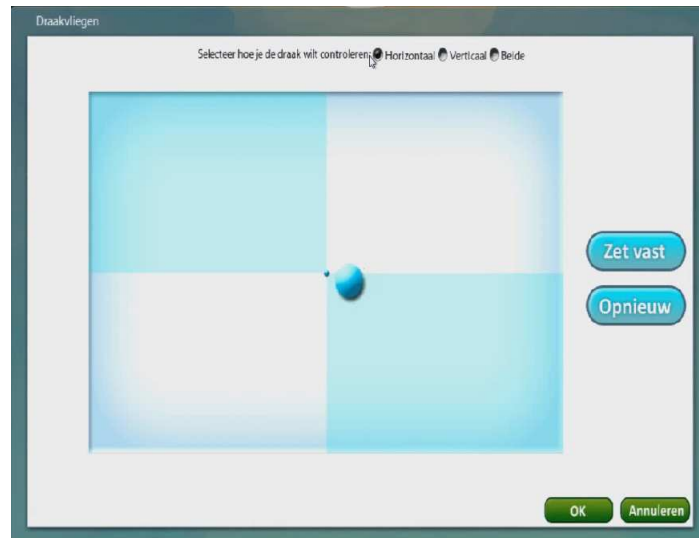 Draakvliegen
Selecteer hoe je de draak wilt controleren: Horizontaal Verticaal Beide
Zet vast
Opnieuw
OK Annuleren